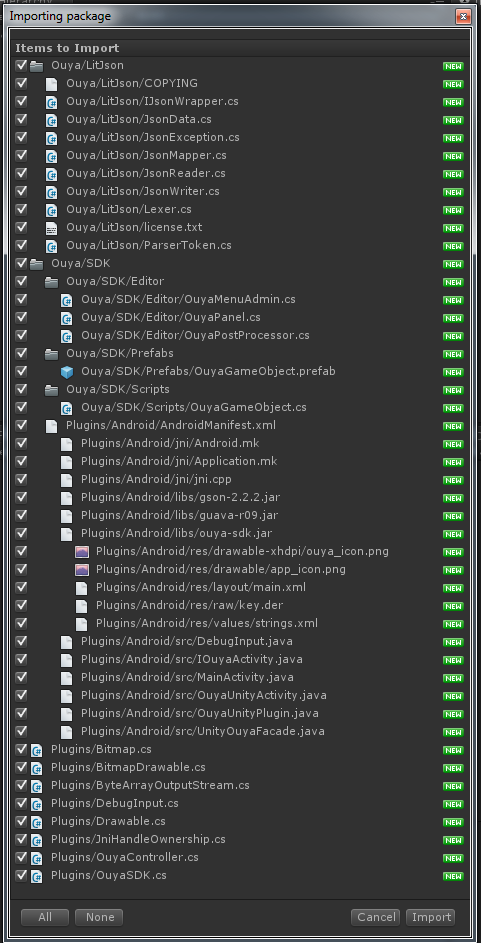 Importing package
Items to Import
Ouya/LitJson NEW
Ouya/LitJson/COPYING NEW
Ouya/LitJson/IJsonWrapper.cs NEW
Ouya/LitJson/JsonData.cs NEW
Ouya/LitJson/JsonException.cs NEW
Ouya/LitJson/JsonMapper.cs NEW
Ouya/LitJson/JsonReader.cs NEW
Ouya/LitJson/JsonWriter.cs NEW
Ouya/LitJson/Lexer.cs NEW
Ouya/LitJson/license.txt NEW
Ouya/LitJson/ParserToken.cs NEW
Ouya/SDK NEW
Ouya/SDK/Editor NEW
Ouya/SDK/Editor/OuyaMenuAdmin.cs NEW
Ouya/SDK/Editor/OuyaPanel.cs NEW
Ouya/SDK/Editor/OuyaPostProcessor.cs NEW
Ouya/SDK/Prefabs NEW
Ouya/SDK/Prefabs/OuyaGameObject.prefab NEW
Ouya/SDK/Scripts NEW
Ouya/SDK/Scripts/OuyaGameObject.cs NEW
Plugins/Android/AndroidManifest.xml NEW
Plugins/Android/jni/Android.mk NEW
Plugins/Android/jni/Application.mk NEW
Plugins/Android/jni/jni.cpp NEW
Plugins/Android/libs/gson-2.2.2.jar NEW
Plugins/Android/libs/guava-r09.jar NEW
Plugins/Android/libs/ouya-sdk.jar NEW
Plugins/Android/res/drawable-xhdpi/ouya_icon.png NEW
Plugins/Android/res/drawable/app_icon.png NEW
Plugins/Android/res/layout/main.xml NEW
Plugins/Android/res/raw/key.der NEW
Plugins/Android/res/values/strings.xml NEW
Plugins/Android/src/DebugInput.java NEW
Plugins/Android/src/IOuyaActivity.java NEW
Plugins/Android/src/MainActivity.java NEW
Plugins/Android/src/OuyaUnityActivity.java NEW
Plugins/Android/src/OuyaUnityPlugin.java NEW
Plugins/Android/src/UnityOuyaFacade.java NEW
Plugins/Bitmap.cs NEW
Plugins/BitmapDrawable.cs NEW
Plugins/ByteArrayOutputStream.cs NEW
Plugins/DebugInput.cs NEW
Plugins/Drawable.cs NEW
Plugins/JniHandleOwnership.cs NEW
Plugins/OuyaController.cs NEW
Plugins/OuyaSDK.cs NEW
All None Cancel Import